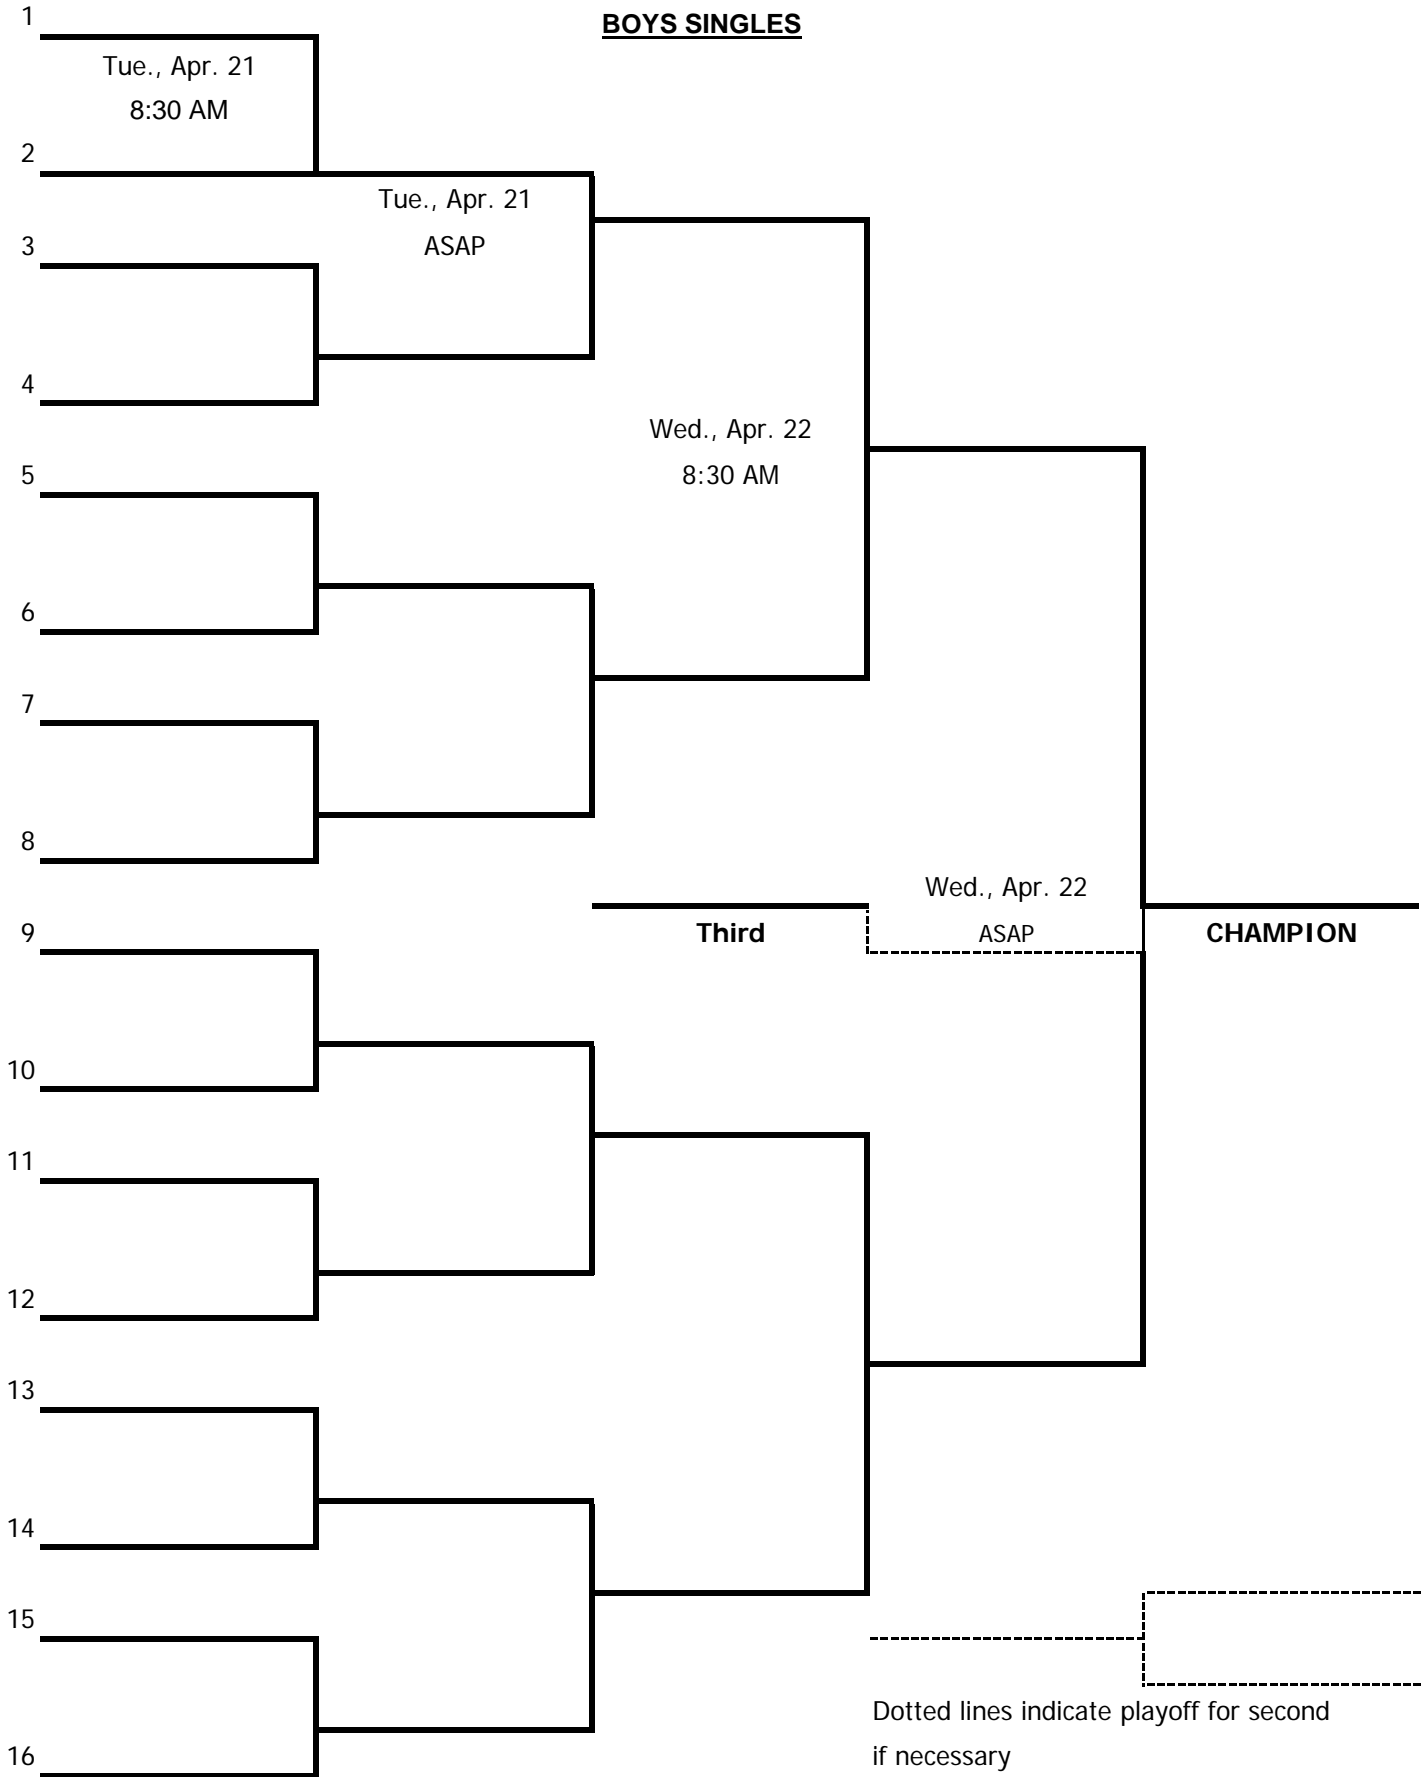 BOYS SINGLES
1
Tue., Apr. 21
8:30 AM
2
Tue., Apr. 21
ASAP
3
4
Wed., Apr. 22
8:30 AM
5
6
7
8
Wed., Apr. 22
Third
ASAP
CHAMPION
9
10
11
12
13
14
15
Dotted lines indicate playoff for second
if necessary
16